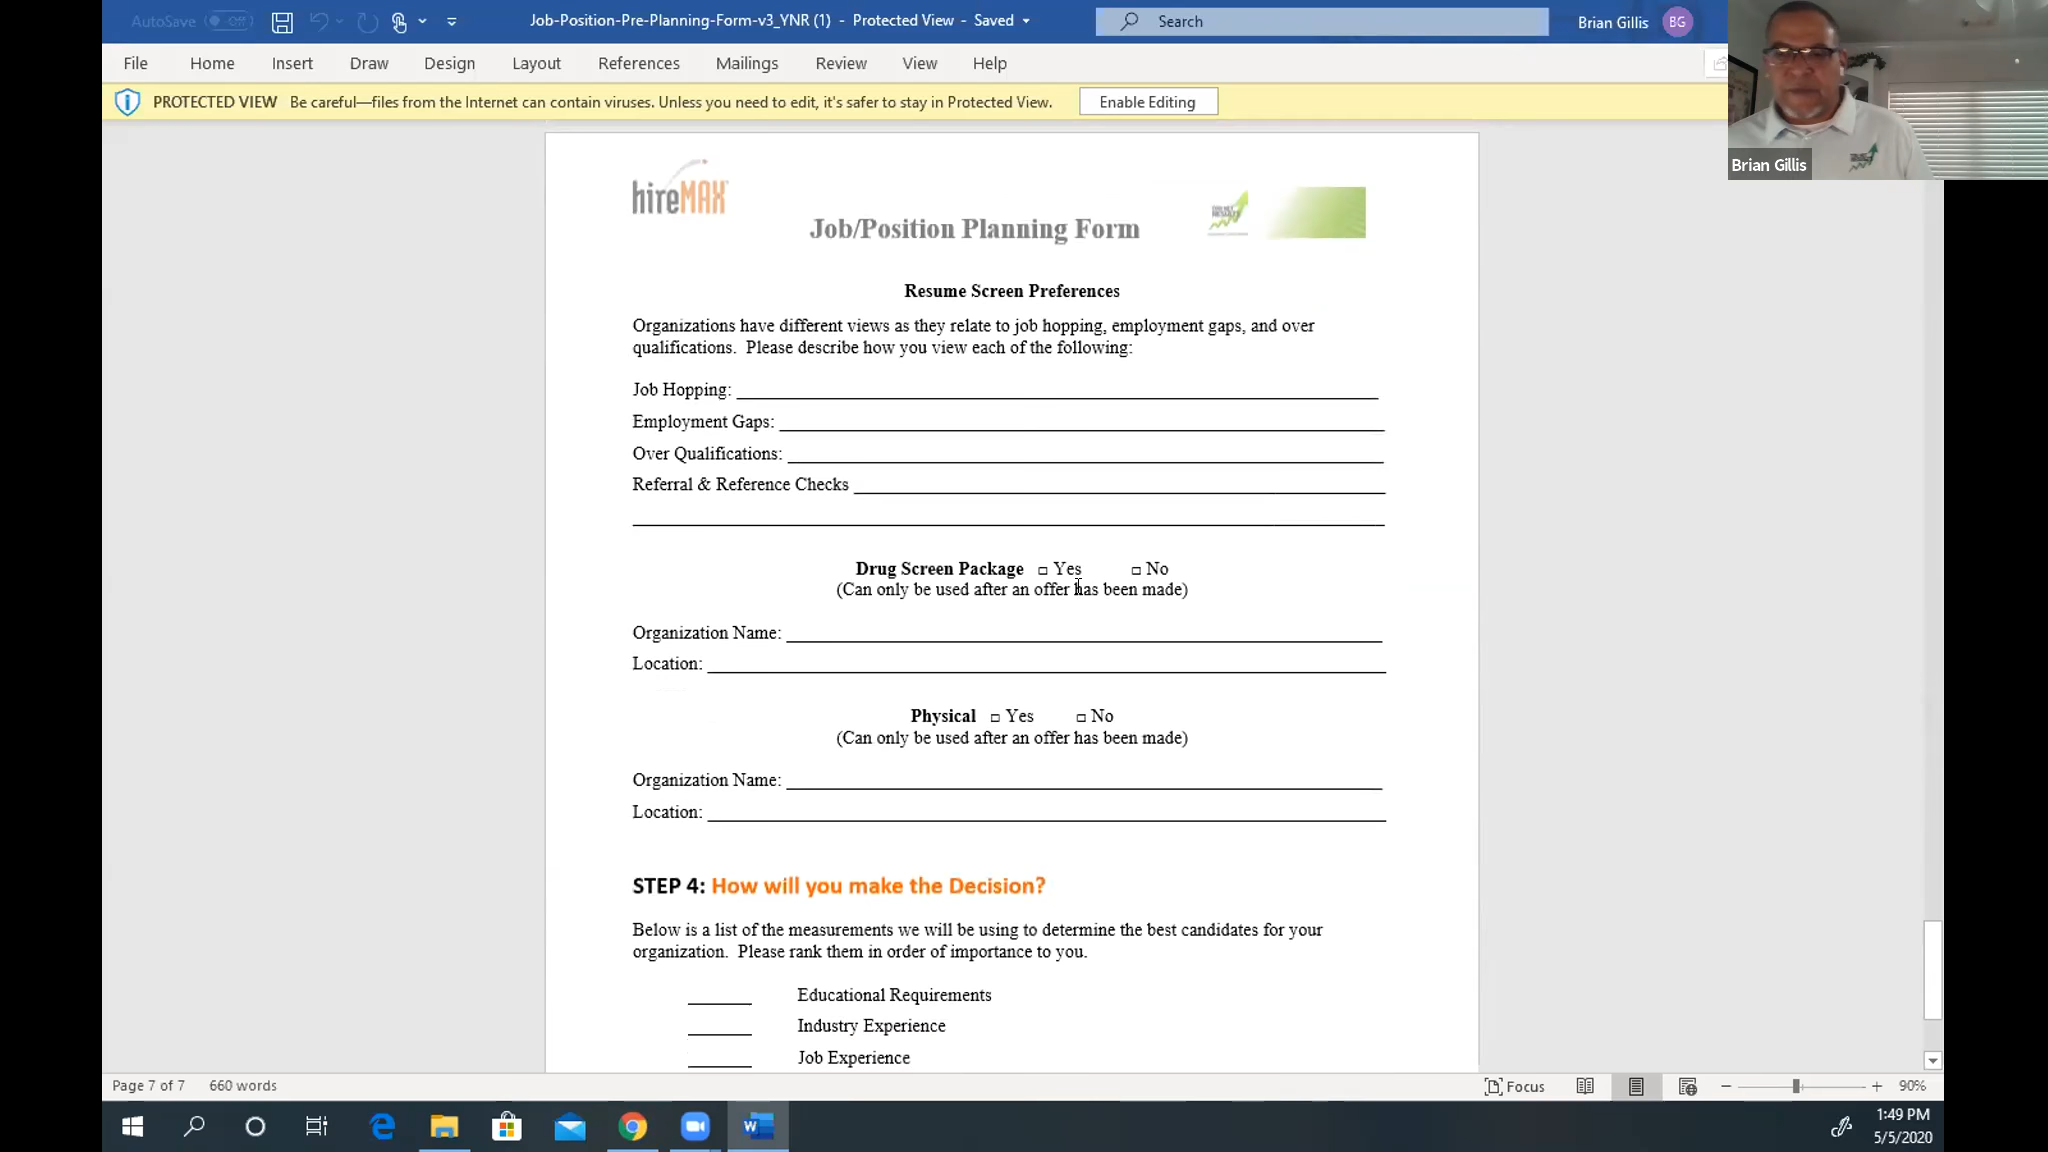 AutoSave Off
Job-Position-Pre-Planning-Form-v3_YNR (1) - Protected View - Saved
Search
Brian Gillis
BG
File Home Insert Draw Design Layout References Mailings Review View Help
PROTECTED VIEW Be careful—files from the Internet can contain viruses. Unless you need to edit, it's safer to stay in Protected View.
Enable Editing
Brian Gillis
hireMAX
Job/Position Planning Form
RESULTS
Resume Screen Preferences
Organizations have different views as they relate to job hopping, employment gaps, and over
qualifications. Please describe how you view each of the following:
Job Hopping:
Employment Gaps:
Over Qualifications:
Referral & Reference Checks
Drug Screen Package □ Yes □ No
(Can only be used after an offer has been made)
Organization Name:
Location:
Physical □ Yes □ No
(Can only be used after an offer has been made)
Organization Name:
Location:
STEP 4: How will you make the Decision?
Below is a list of the measurements we will be using to determine the best candidates for your
organization. Please rank them in order of importance to you.
Educational Requirements
Industry Experience
Job Experience
Page 7 of 7 660 words
Focus
90%
1:49 PM
5/5/2020